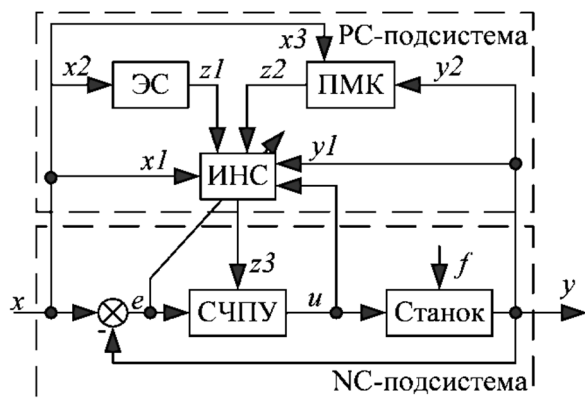 x3
PC-подсистема
x2
ЭС
z1
z2
ПМК
y2
x1
ИНС
y1
z3
f
x
e
СЧПУ
u
Станок
y
-
NC-подсистема